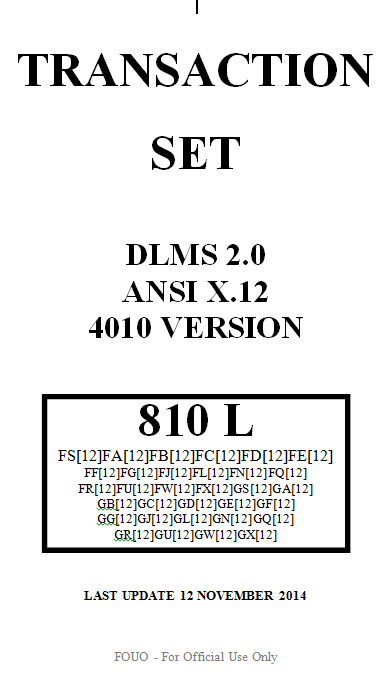 TRANSACTION
SET
DLMS 2.0
ANSI X.12
4010 VERSION
810 L
FS[12]FA[12]FB[12]FC[12]FD[12]FE[12]
FF[12]FG[12]FJ[12]FL[12]FN[12]FQ[12]
FR[12]FU[12]FW[12]FX[12]GS[12]GA[12]
GB[12]GC[12]GD[12]GE[12]GF[12]
GG[12]GJ[12]GL[12]GN[12]GQ[12]
GR[12]GU[12]GW[12]GX[12]
LAST UPDATE 12 NOVEMBER 2014
FOUO - For Official Use Only